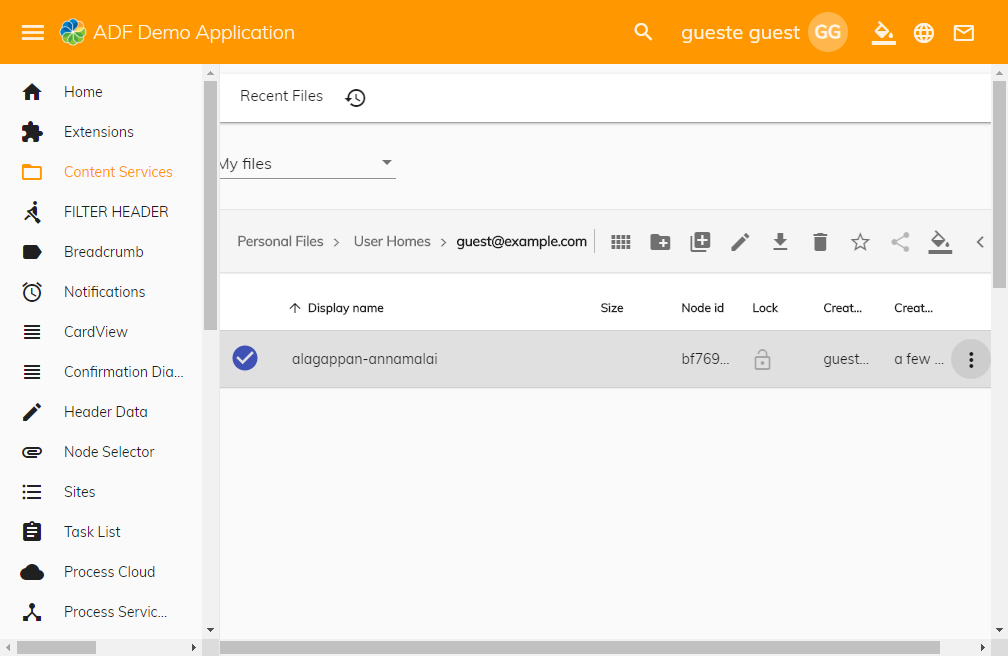 ADF Demo Application
gueste guest GG
Home
Extensions
Content Services
FILTER HEADER
Breadcrumb
Notifications
CardView
Confirmation Dia...
Header Data
Node Selector
Sites
Task List
Process Cloud
Process Servic...
Recent Files
My files
Personal Files > User Homes > guest@example.com
Display name Size Node id Lock Creat... Creat...
alagappan-annamalai bf769... guest... a few ...